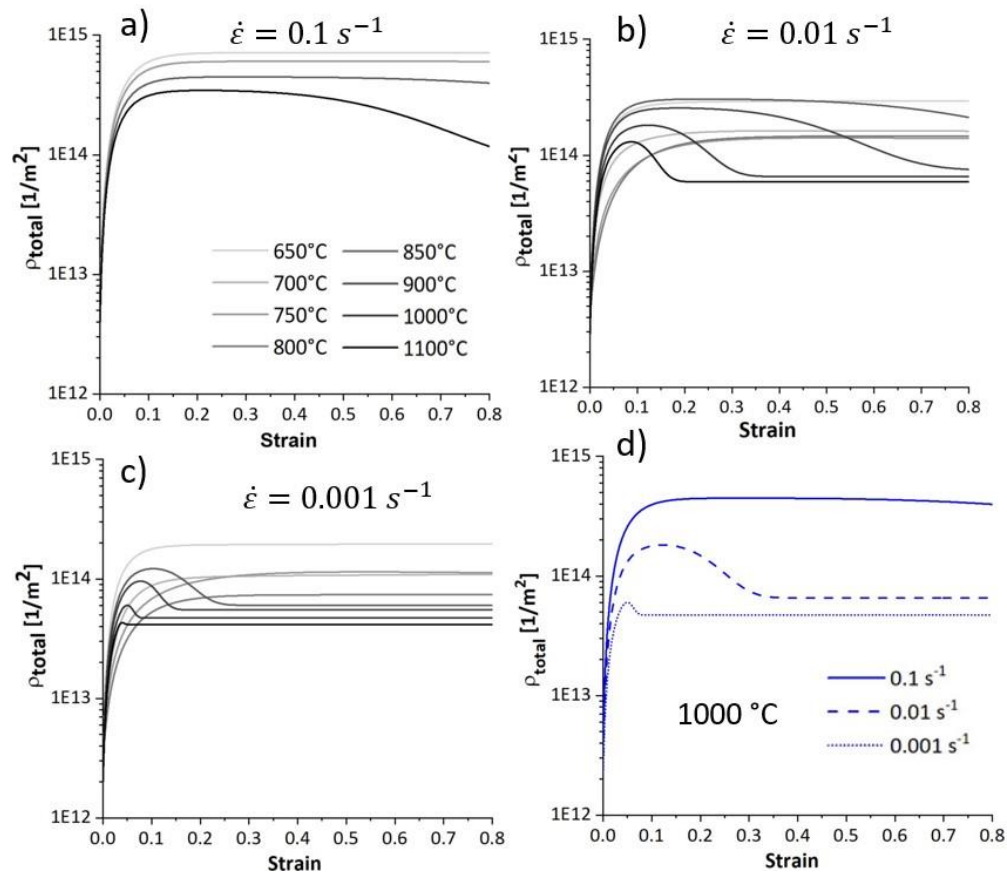 a) ε̇ = 0.1 s⁻¹
1E15
1E14
1E13
1E12
ρtotal [1/m²]
650°C 850°C
700°C 900°C
750°C 1000°C
800°C 1100°C
0.0 0.1 0.2 0.3 0.4 0.5 0.6 0.7 0.8
Strain
b) ε̇ = 0.01 s⁻¹
1E15
1E14
1E13
1E12
ρtotal [1/m²]
0.0 0.1 0.2 0.3 0.4 0.5 0.6 0.7 0.8
Strain
c) ε̇ = 0.001 s⁻¹
1E15
1E14
1E13
1E12
ρtotal [1/m²]
0.0 0.1 0.2 0.3 0.4 0.5 0.6 0.7 0.8
Strain
d)
1E15
1E14
1E13
1E12
ρtotal [1/m²]
1000 °C
0.1 s⁻¹
0.01 s⁻¹
0.001 s⁻¹
0.0 0.1 0.2 0.3 0.4 0.5 0.6 0.7 0.8
Strain